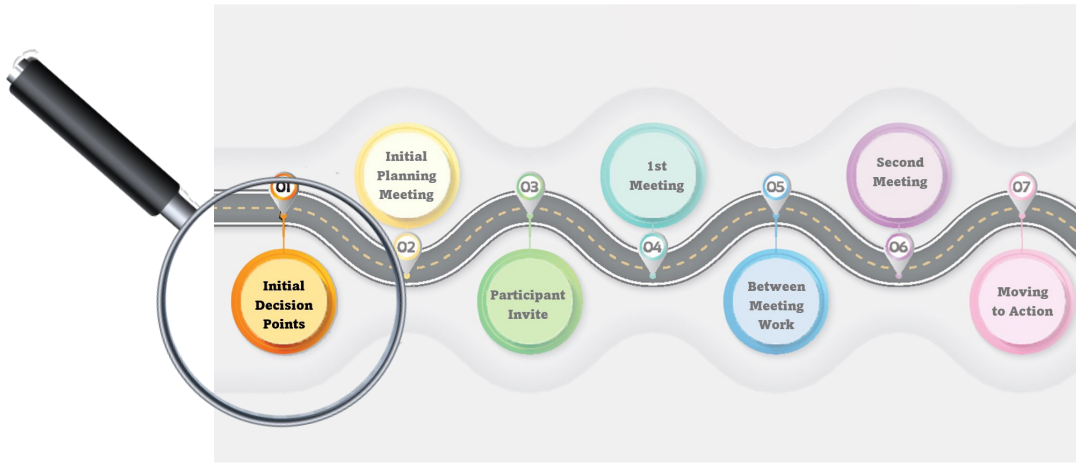 01
Initial
Decision
Points
02
Initial
Planning
Meeting
03
Participant
Invite
04
1st
Meeting
05
Between
Meeting
Work
06
Second
Meeting
07
Moving
to Action